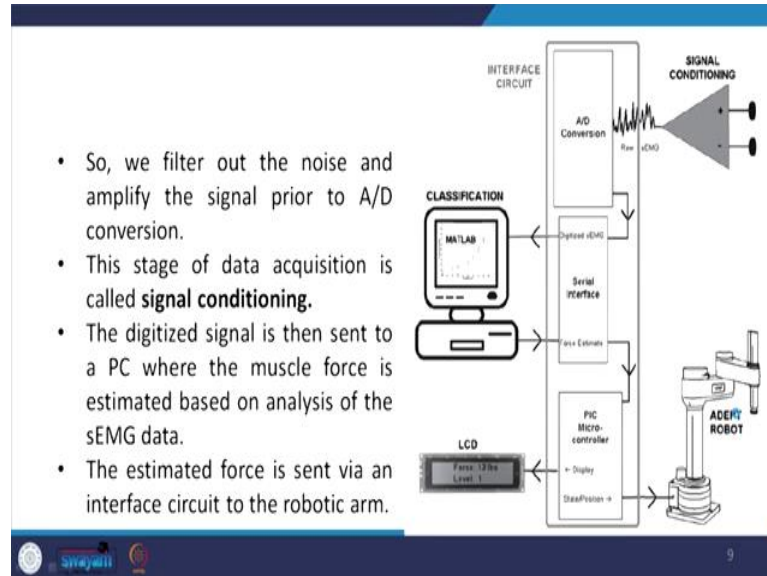 • So, we filter out the noise and
amplify the signal prior to A/D
conversion.
• This stage of data acquisition is
called signal conditioning.
• The digitized signal is then sent to
a PC where the muscle force is
estimated based on analysis of the
sEMG data.
• The estimated force is sent via an
interface circuit to the robotic arm.
INTERFACE
CIRCUIT
SIGNAL
CONDITIONING
+
-
A/D
Conversion
Raw sEMG
CLASSIFICATION
MATLAB
Digitized sEMG
Serial
Interface
Force Estimate
PIC
Micro-
controller
← Display
State/Position →
LCD
Force: 13 lbs
Level: 1
ADEPT
ROBOT
swayam
9